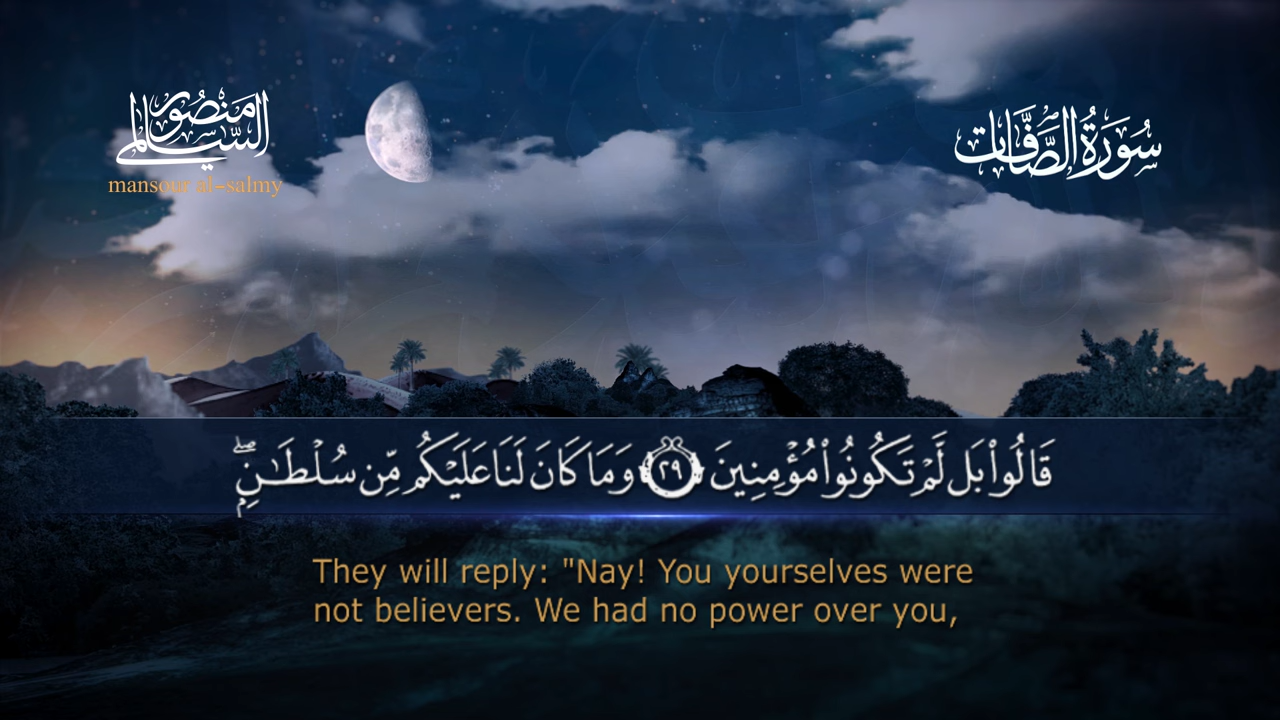 منصور السالمي
mansour al-salmy
سُورَةُ الصَّافَّات
قَالُوا۟ بَل لَّمْ تَكُونُوا۟ مُؤْمِنِينَ ٢٩ وَمَا كَانَ لَنَا عَلَيْكُم مِّن سُلْطَـٰنٍۭ ۖ
They will reply: "Nay! You yourselves were
not believers. We had no power over you,